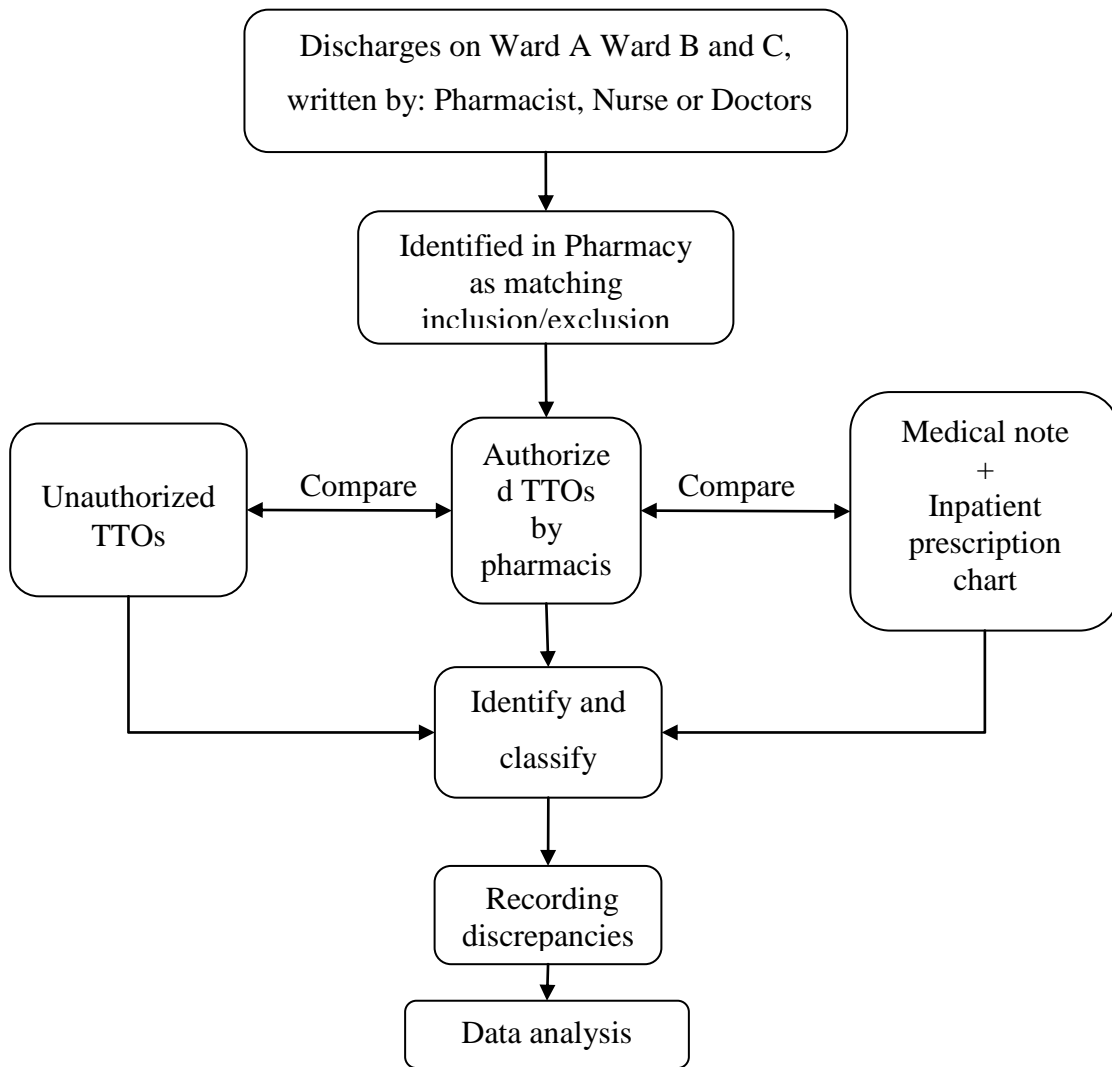 Discharges on Ward A Ward B and C,
written by: Pharmacist, Nurse or Doctors
Identified in Pharmacy
as matching
inclusion/exclusion
Unauthorized
TTOs
Compare
Authorize
d TTOs
by
pharmacis
Compare
Medical note
+
Inpatient
prescription
chart
Identify and
classify
Recording
discrepancies
Data analysis